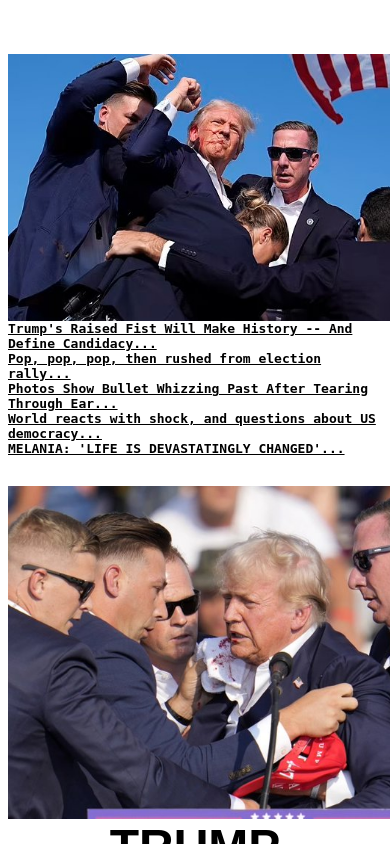 Trump's Raised Fist Will Make History -- And
Define Candidacy...
Pop, pop, pop, then rushed from election
rally...
Photos Show Bullet Whizzing Past After Tearing
Through Ear...
World reacts with shock, and questions about US
democracy...
MELANIA: 'LIFE IS DEVASTATINGLY CHANGED'...
TRUMP